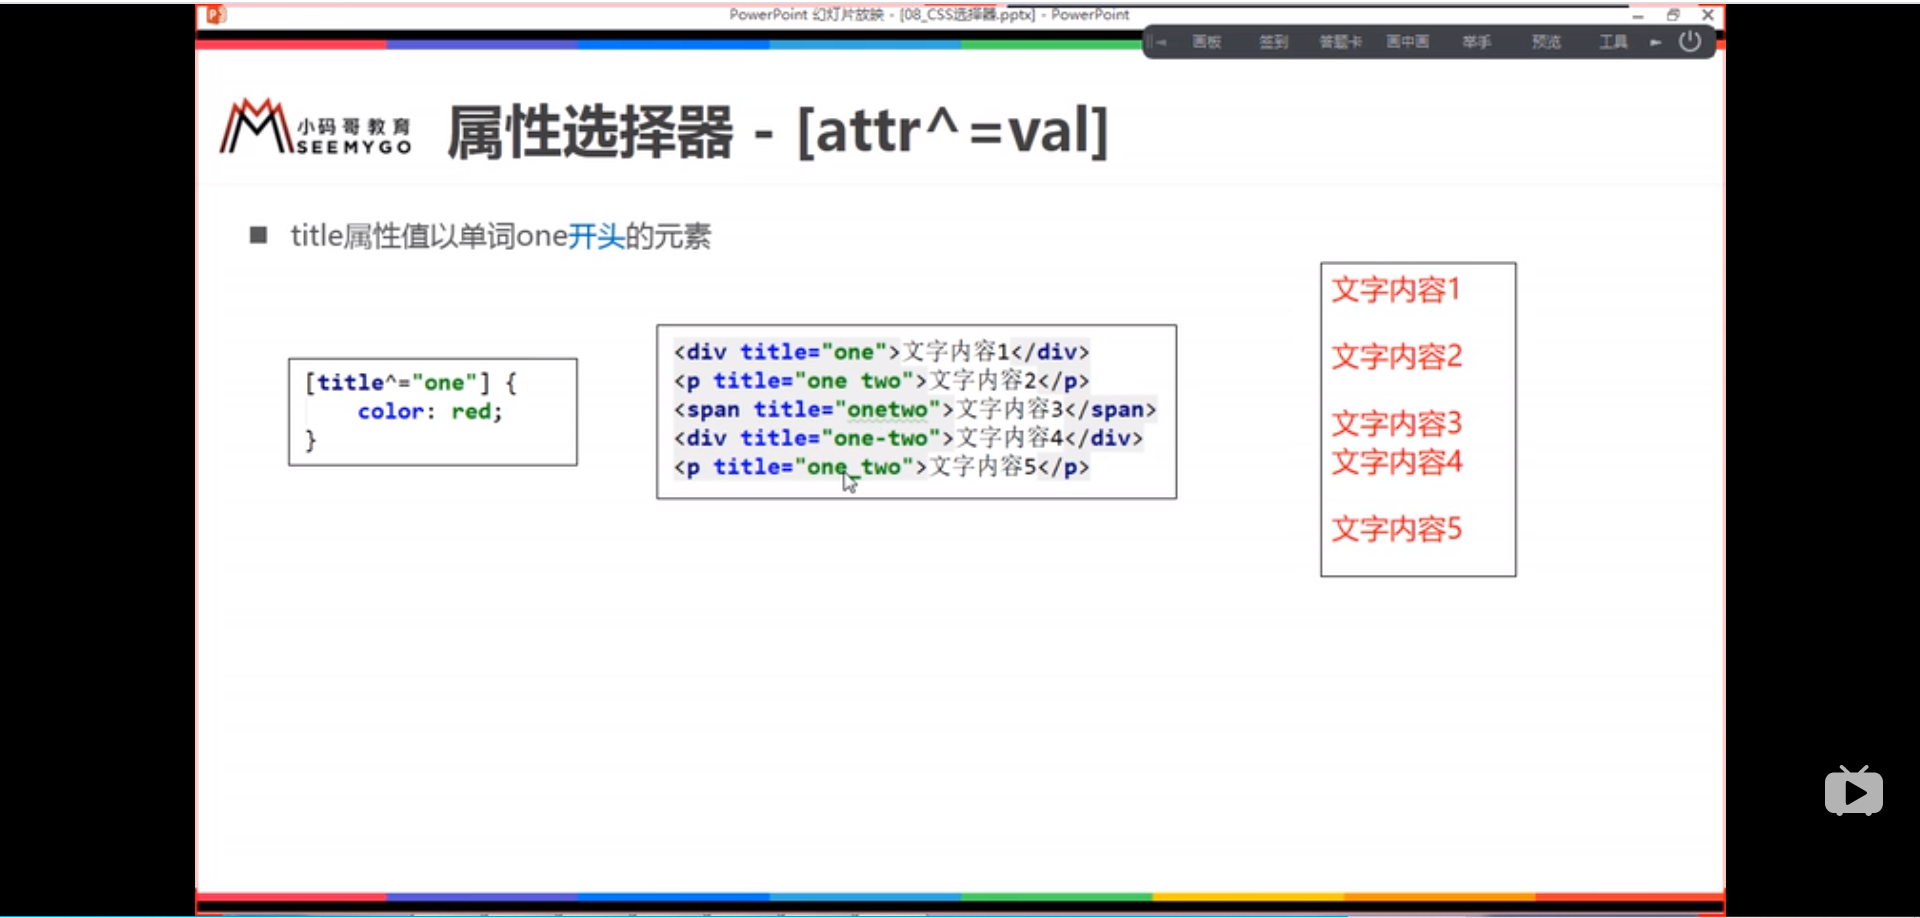 PowerPoint 幻灯片放映 - [08_CSS选择器.pptx] - PowerPoint
画板 签到 答题卡 画中画 举手 预览 工具
小码哥教育
SEEMYGO
属性选择器 - [attr^=val]
title属性值以单词one开头的元素
[title^="one"] {
color: red;
}
<div title="one">文字内容1</div>
<p title="one two">文字内容2</p>
<span title="onetwo">文字内容3</span>
<div title="one-two">文字内容4</div>
<p title="one_two">文字内容5</p>
文字内容1
文字内容2
文字内容3
文字内容4
文字内容5